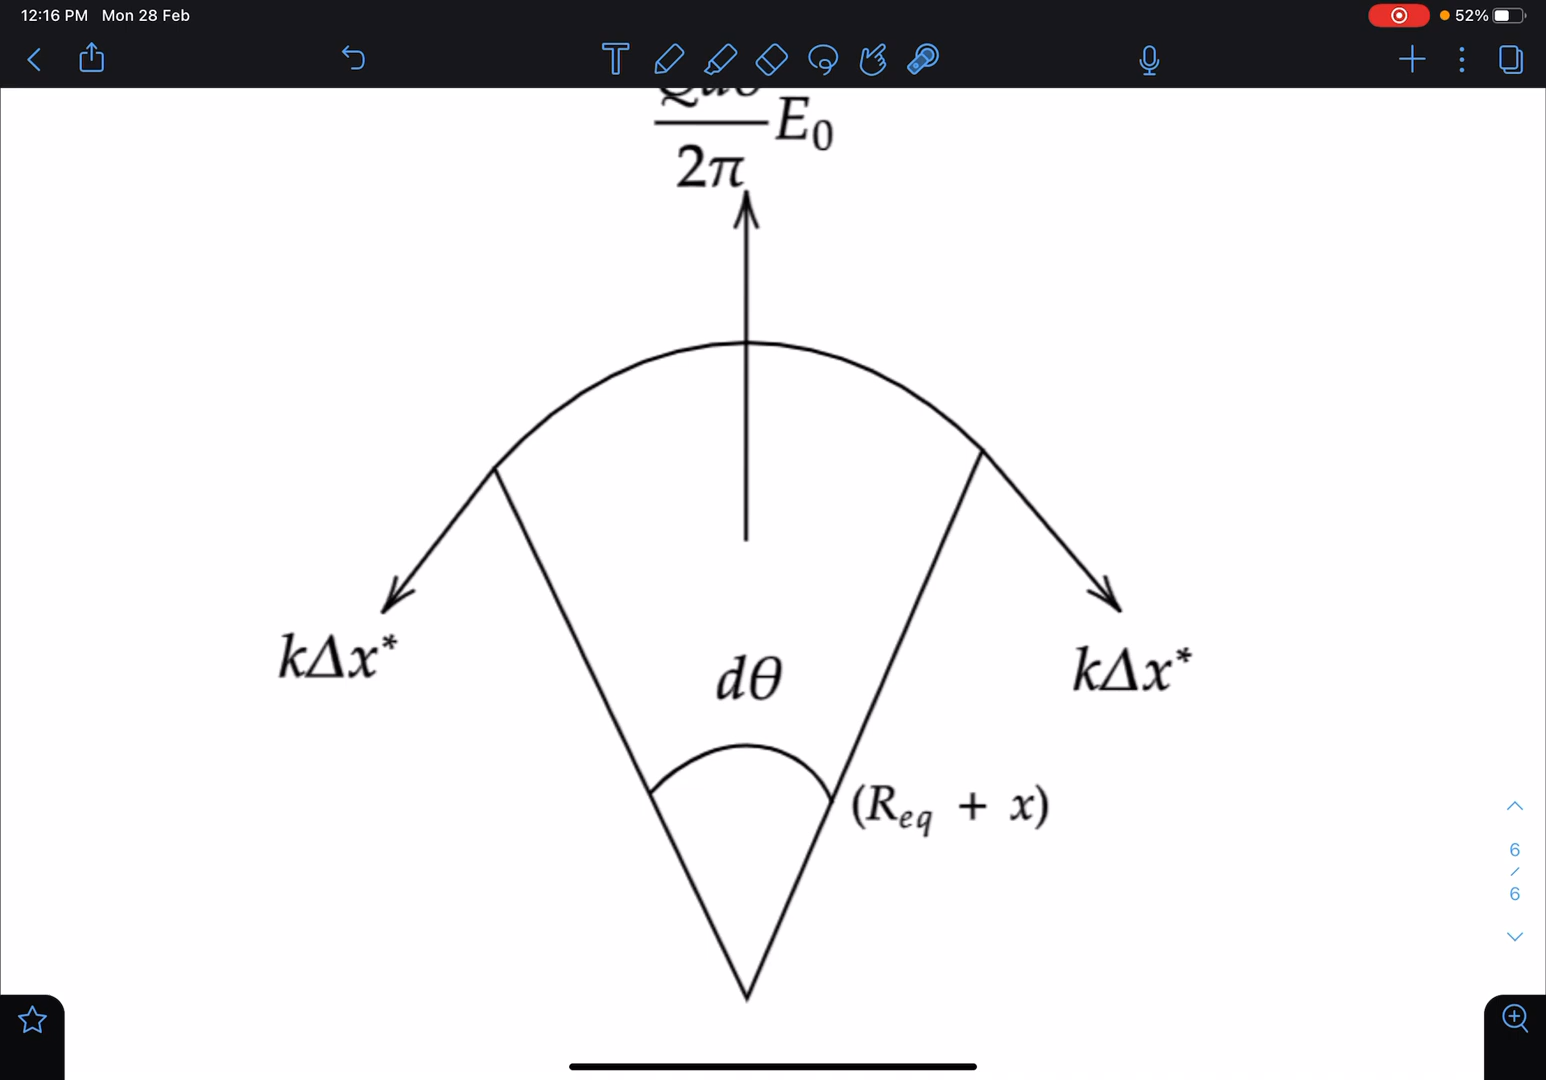 12:16 PM Mon 28 Feb
52%
E₀
2π
kΔx*
kΔx*
dθ
(R_eq + x)
6
/
6